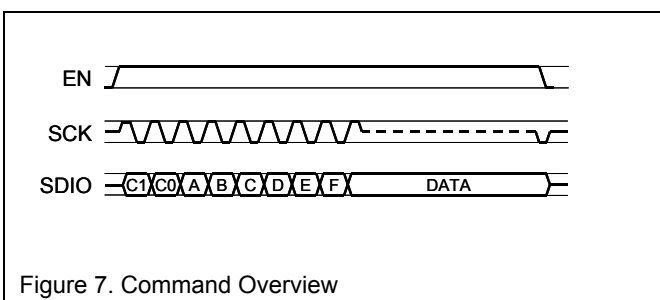 EN
SCK
SDIO C1 C0 A B C D E F DATA
Figure 7. Command Overview